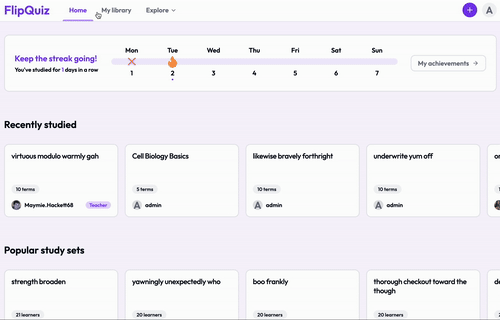 FlipQuiz
Home
My library
Explore
A
Keep the streak going!
You've studied for 1 days in a row
Mon Tue Wed Thu Fri Sat Sun
1 2 3 4 5 6 7
My achievements
Recently studied
virtuous modulo warmly gah
10 terms
Maymie.Hackett68
Teacher
Cell Biology Basics
5 terms
A admin
likewise bravely forthright
10 terms
A admin
underwrite yum off
10 terms
A admin
Popular study sets
strength broaden
21 learners
yawningly unexpectedly who
20 learners
boo frankly
20 learners
thorough checkout toward the
though
20 learners